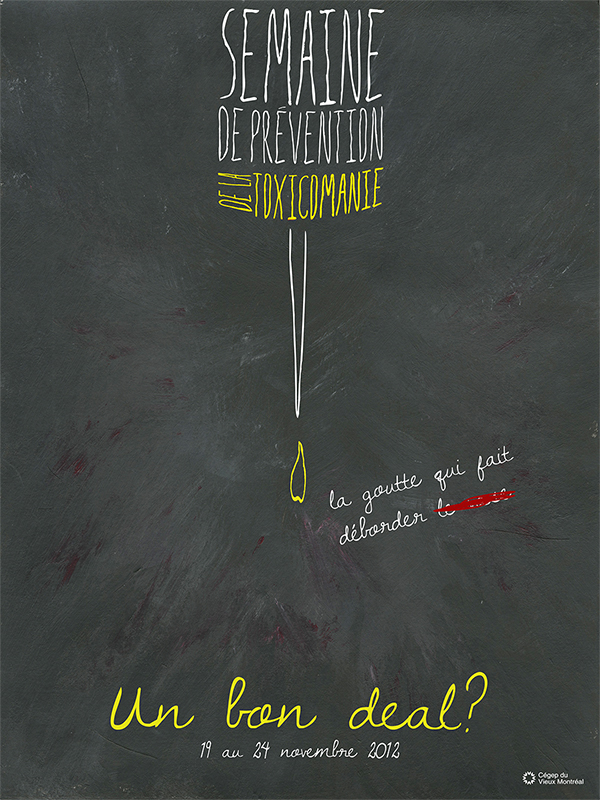 SEMAINE
DE PRÉVENTION
DE LA TOXICOMANIE
la goutte qui fait
déborder le
Un bon deal?
19 au 24 novembre 2012
Cégep du
Vieux Montréal